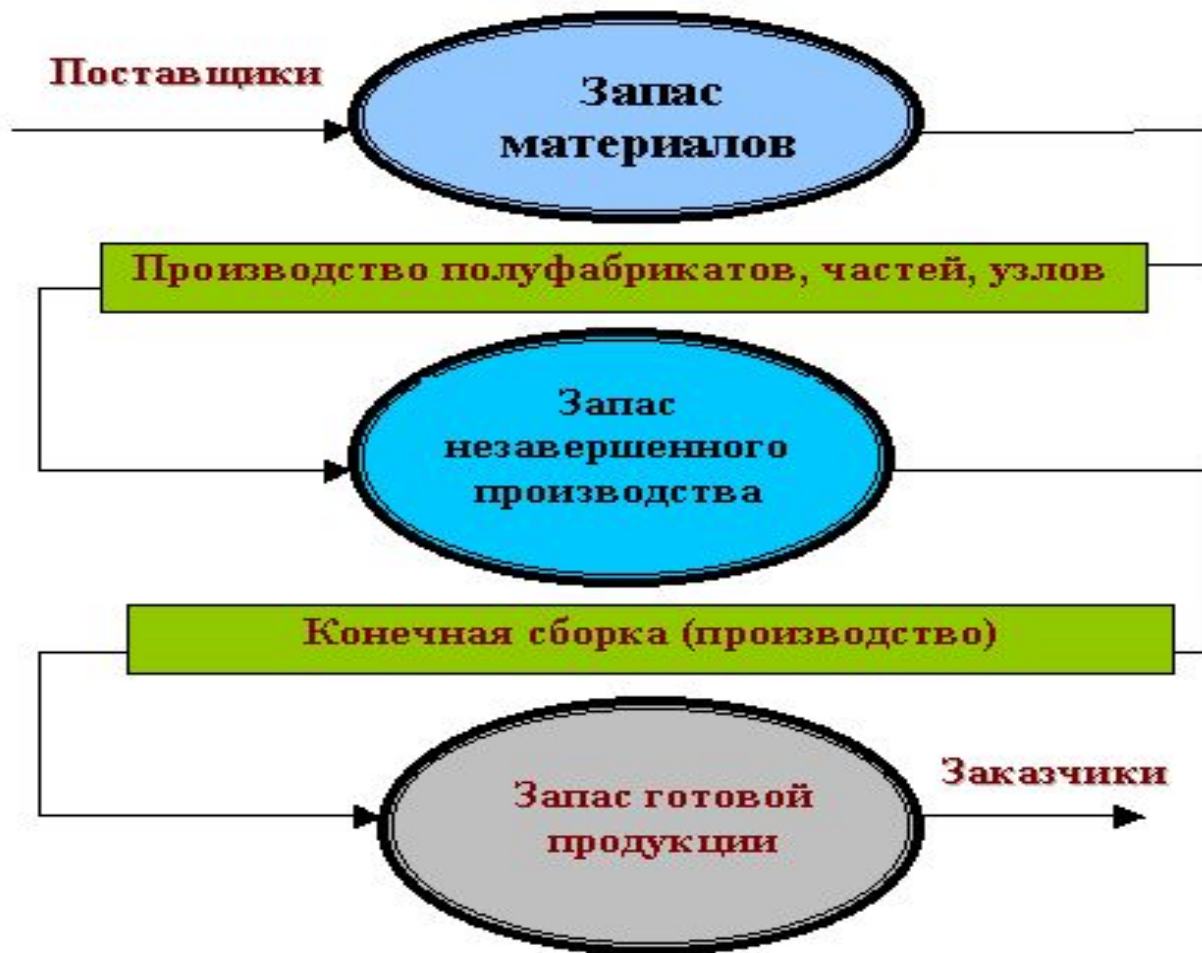 Поставщики
Запас
материалов
Производство полуфабрикатов, частей, узлов
Запас
незавершенного
производства
Конечная сборка (производство)
Запас готовой
продукции
Заказчики